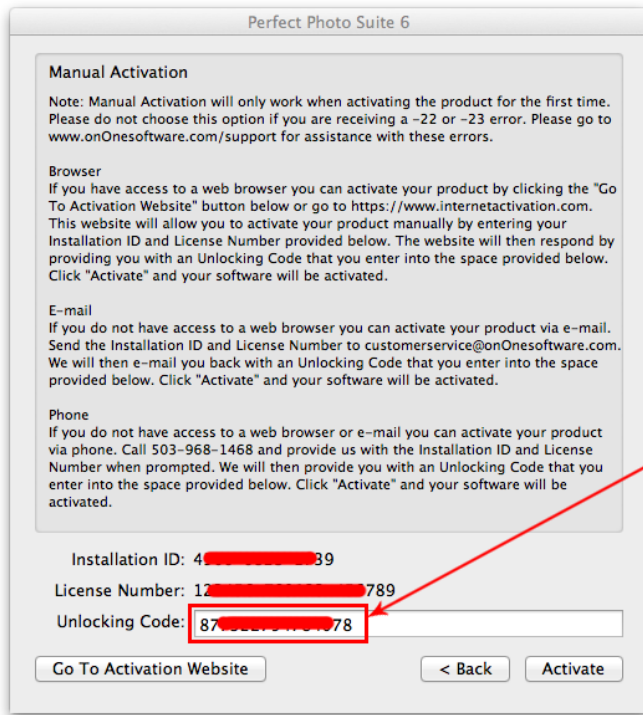 Perfect Photo Suite 6
Manual Activation
Note: Manual Activation will only work when activating the product for the first time.
Please do not choose this option if you are receiving a -22 or -23 error. Please go to
www.onOnesoftware.com/support for assistance with these errors.
Browser
If you have access to a web browser you can activate your product by clicking the "Go
To Activation Website" button below or go to https://www.internetactivation.com.
This website will allow you to activate your product manually by entering your
Installation ID and License Number provided below. The website will then respond by
providing you with an Unlocking Code that you enter into the space provided below.
Click "Activate" and your software will be activated.
E-mail
If you do not have access to a web browser you can activate your product via e-mail.
Send the Installation ID and License Number to customerservice@onOnesoftware.com.
We will then e-mail you back with an Unlocking Code that you enter into the space
provided below. Click "Activate" and your software will be activated.
Phone
If you do not have access to a web browser or e-mail you can activate your product
via phone. Call 503-968-1468 and provide us with the Installation ID and License
Number when prompted. We will then provide you with an Unlocking Code that you
enter into the space provided below. Click "Activate" and your software will be
activated.
Installation ID:
License Number:
Unlocking Code:
Go To Activation Website < Back Activate